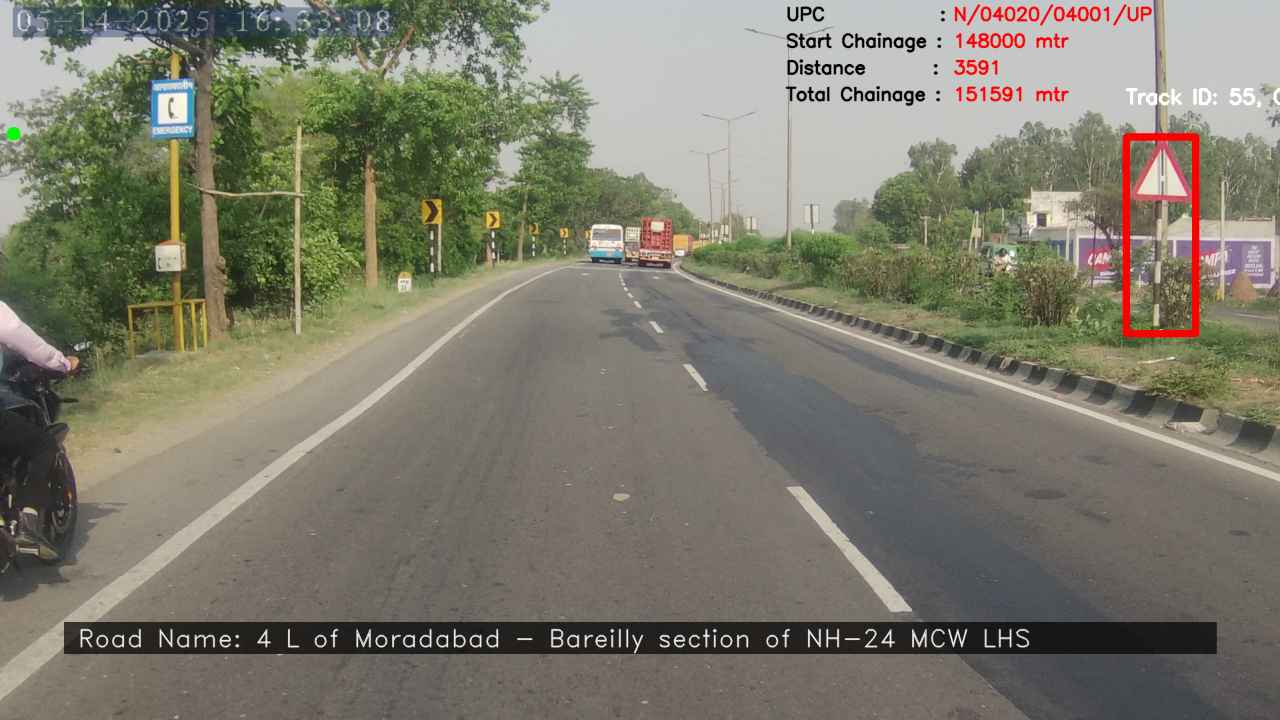 05-14-2025 16:33:08
UPC : N/04020/04001/UP
Start Chainage : 148000 mtr
Distance : 3591
Total Chainage : 151591 mtr
Track ID: 55,
EMERGENCY
Road Name: 4 L of Moradabad - Bareilly section of NH-24 MCW LHS